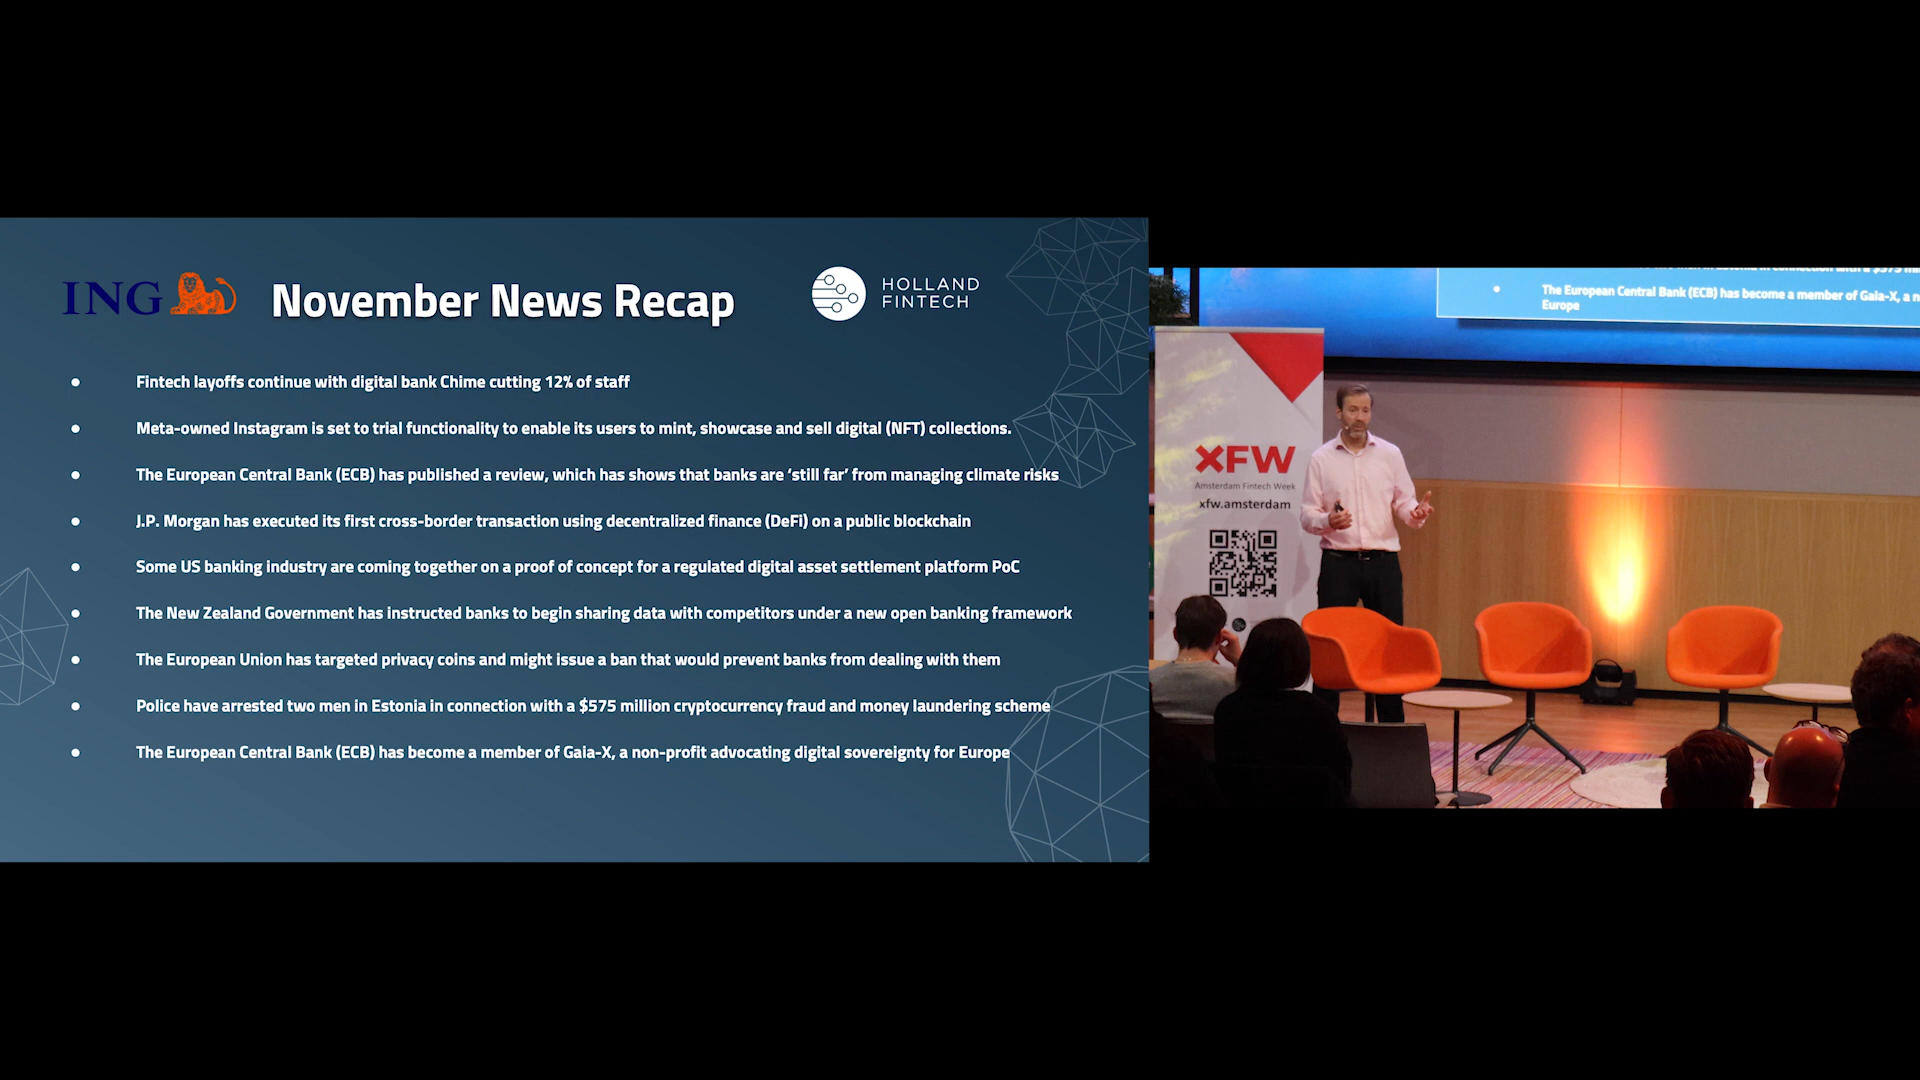 ING
November News Recap
HOLLAND
FINTECH
● Fintech layoffs continue with digital bank Chime cutting 12% of staff
● Meta-owned Instagram is set to trial functionality to enable its users to mint, showcase and sell digital (NFT) collections.
● The European Central Bank (ECB) has published a review, which has shows that banks are ‘still far’ from managing climate risks
● J.P. Morgan has executed its first cross-border transaction using decentralized finance (DeFi) on a public blockchain
● Some US banking industry are coming together on a proof of concept for a regulated digital asset settlement platform PoC
● The New Zealand Government has instructed banks to begin sharing data with competitors under a new open banking framework
● The European Union has targeted privacy coins and might issue a ban that would prevent banks from dealing with them
● Police have arrested two men in Estonia in connection with a $575 million cryptocurrency fraud and money laundering scheme
● The European Central Bank (ECB) has become a member of Gaia-X, a non-profit advocating digital sovereignty for Europe
● The European Central Bank (ECB) has become a member of Gaia-X, a n
Europe
XFW
Amsterdam Fintech Week
xfw.amsterdam